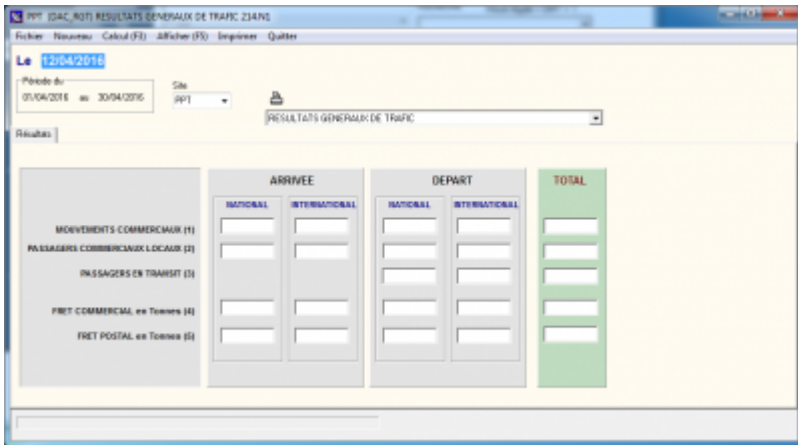 PPT (DAC_RGT) RESULTATS GENERAUX DE TRAFIC 234.N1
Fichier Nouveau Calcul (F3) Afficher (F5) Imprimer Quitter
Le 12/04/2016
Période du
01/04/2016 au 30/04/2016
Site
PPT
RESULTATS GENERAUX DE TRAFIC
Résultats
ARRIVEE DEPART TOTAL
NATIONAL INTERNATIONAL NATIONAL INTERNATIONAL
MOUVEMENTS COMMERCIAUX (1)
PASSAGERS COMMERCIAUX LOCAUX (2)
PASSAGERS EN TRANSIT (3)
FRET COMMERCIAL en Tonnes (4)
FRET POSTAL en Tonnes (5)